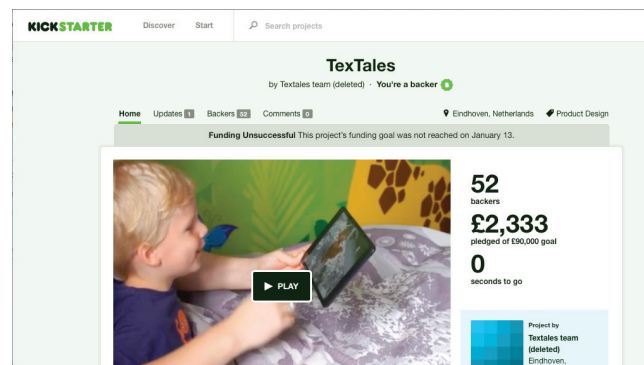 KICKSTARTER Discover Start Search projects
TexTales
by Textales team (deleted) · You're a backer
Home Updates 1 Backers 52 Comments 0 Eindhoven, Netherlands Product Design
Funding Unsuccessful This project's funding goal was not reached on January 13.
52
backers
£2,333
pledged of £90,000 goal
0
seconds to go
PLAY
Project by
Textales team
(deleted)
Eindhoven,